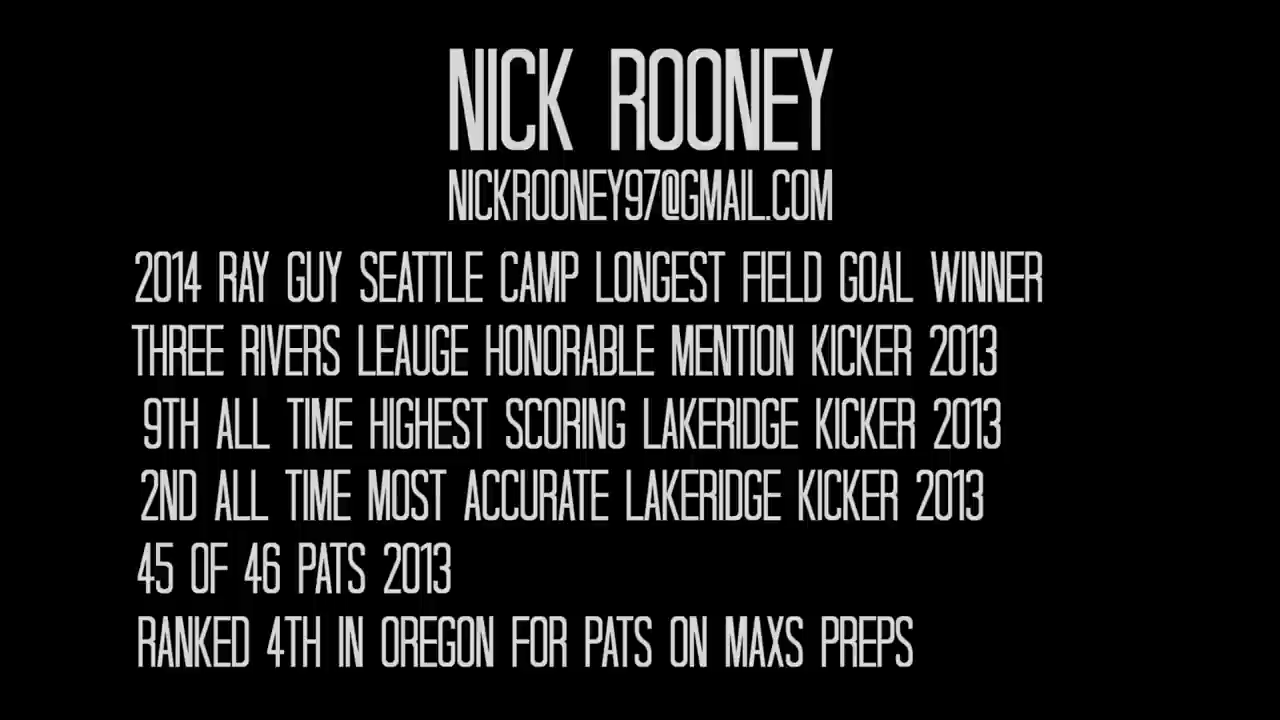 NICK ROONEY
NICKROONEY97@GMAIL.COM
2014 RAY GUY SEATTLE CAMP LONGEST FIELD GOAL WINNER
THREE RIVERS LEAUGE HONORABLE MENTION KICKER 2013
9TH ALL TIME HIGHEST SCORING LAKERIDGE KICKER 2013
2ND ALL TIME MOST ACCURATE LAKERIDGE KICKER 2013
45 OF 46 PATS 2013
RANKED 4TH IN OREGON FOR PATS ON MAXS PREPS